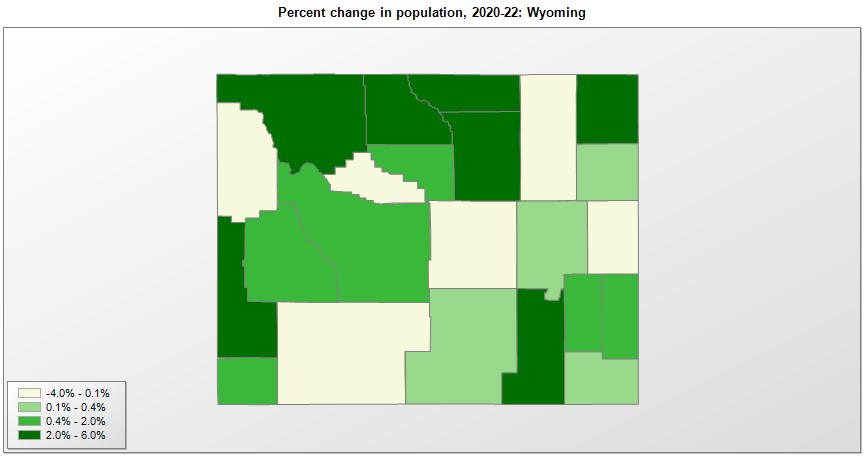 Percent change in population, 2020-22: Wyoming
-4.0% - 0.1%
0.1% - 0.4%
0.4% - 2.0%
2.0% - 6.0%